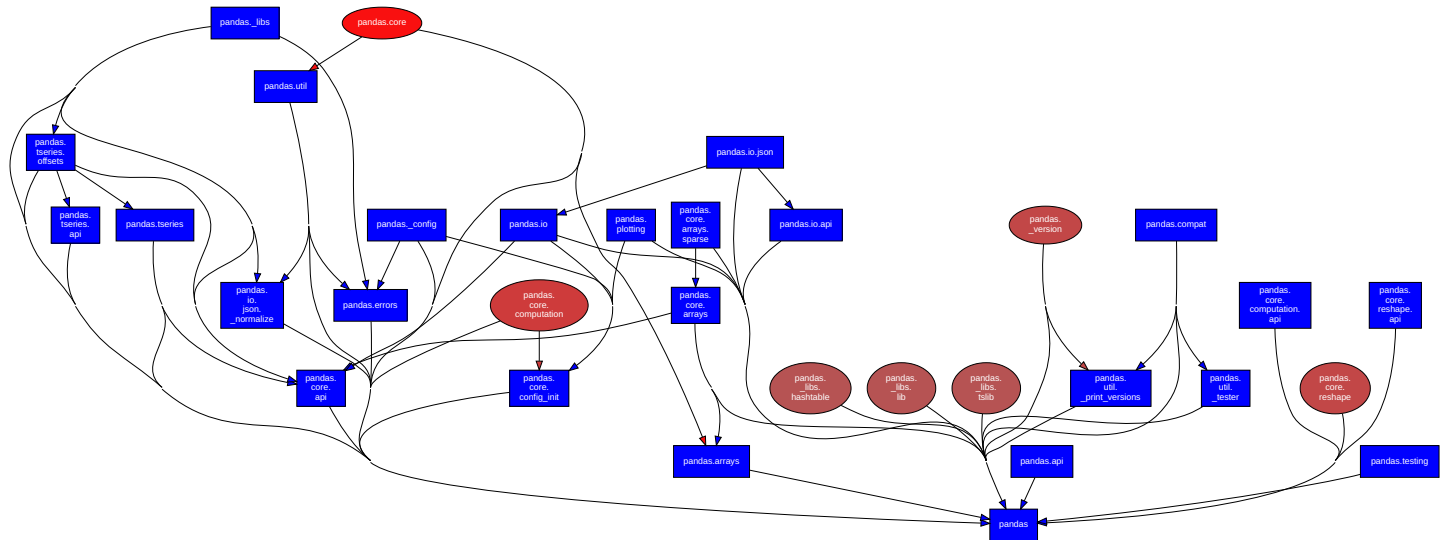 pandas._libs
pandas.core
pandas.util
pandas.
tseries.
offsets
pandas.io.json
pandas.
tseries.
api
pandas.tseries
pandas._config
pandas.io
pandas.
plotting
pandas.
core.
arrays.
sparse
pandas.io.api
pandas.
_version
pandas.compat
pandas.
io.
json.
_normalize
pandas.errors
pandas.
core.
computation
pandas.
core.
arrays
pandas.
core.
computation.
api
pandas.
core.
reshape.
api
pandas.
core.
api
pandas.
core.
config_init
pandas.
_libs.
hashtable
pandas.
_libs.
lib
pandas.
_libs.
tslib
pandas.
util.
_print_versions
pandas.
util.
_tester
pandas.
core.
reshape
pandas.arrays
pandas.api
pandas.testing
pandas